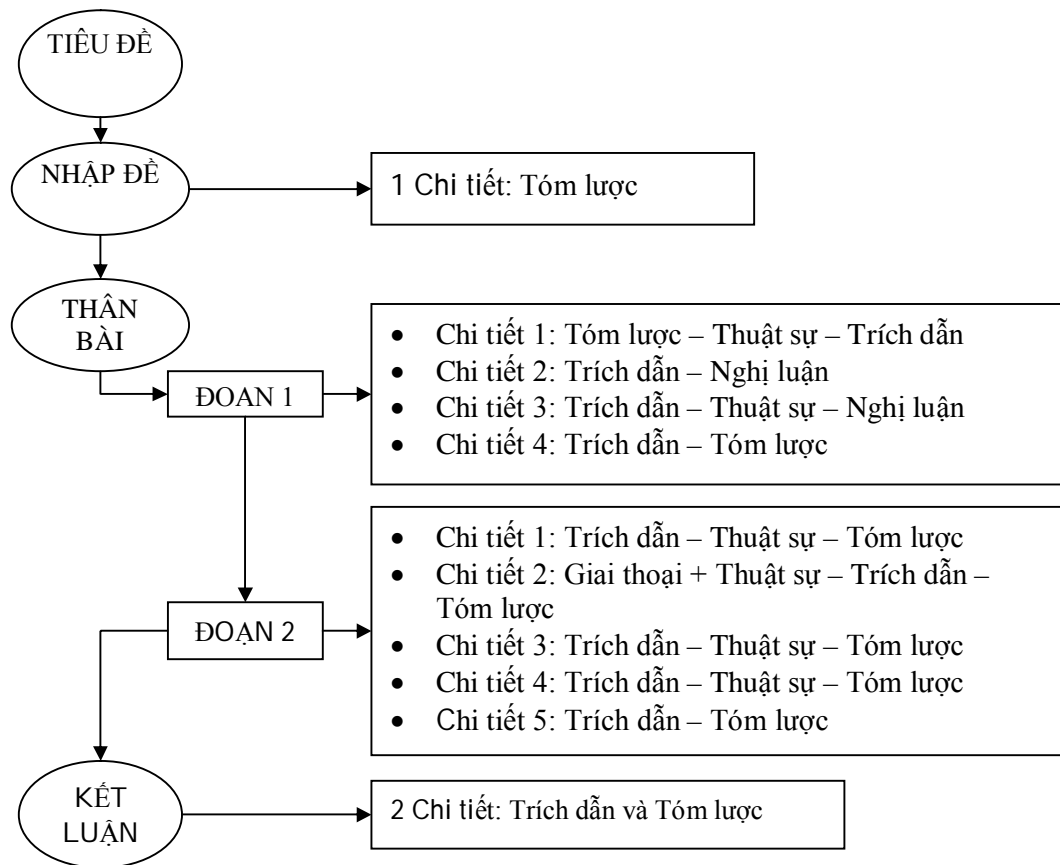 TIÊU ĐỀ
NHẬP ĐỀ
1 Chi tiết: Tóm lược
THÂN
BÀI
ĐOAN 1
• Chi tiết 1: Tóm lược – Thuật sự – Trích dẫn
• Chi tiết 2: Trích dẫn – Nghị luận
• Chi tiết 3: Trích dẫn – Thuật sự – Nghị luận
• Chi tiết 4: Trích dẫn – Tóm lược
ĐOẠN 2
• Chi tiết 1: Trích dẫn – Thuật sự – Tóm lược
• Chi tiết 2: Giai thoại + Thuật sự – Trích dẫn –
Tóm lược
• Chi tiết 3: Trích dẫn – Thuật sự – Tóm lược
• Chi tiết 4: Trích dẫn – Thuật sự – Tóm lược
• Chi tiết 5: Trích dẫn – Tóm lược
KẾT
LUẬN
2 Chi tiết: Trích dẫn và Tóm lược